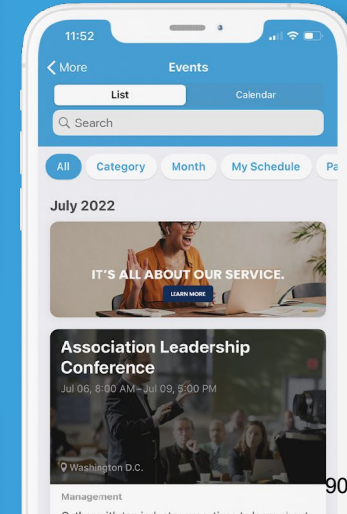 11:52
More
Events
List
Calendar
Search
All
Category
Month
My Schedule
Pa
July 2022
IT'S ALL ABOUT OUR SERVICE.
LEARN MORE
Association Leadership
Conference
Jul 06, 8:00 AM – Jul 09, 5:00 PM
Washington D.C.
90
Management